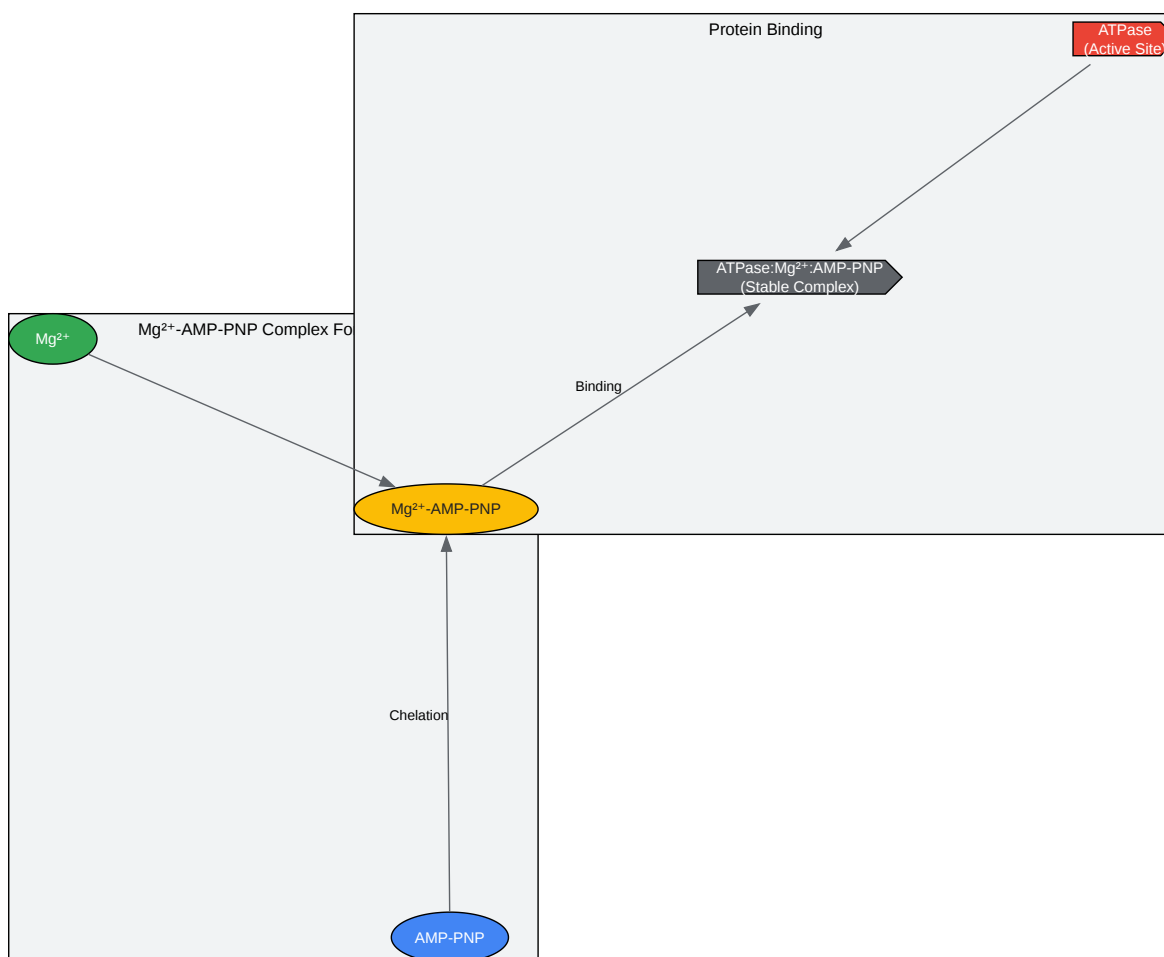 Protein Binding
ATPase
(Active Site)
ATPase:Mg²⁺:AMP-PNP
(Stable Complex)
Mg²⁺
Mg²⁺-AMP-PNP Complex Fo
Binding
Mg²⁺-AMP-PNP
Chelation
AMP-PNP